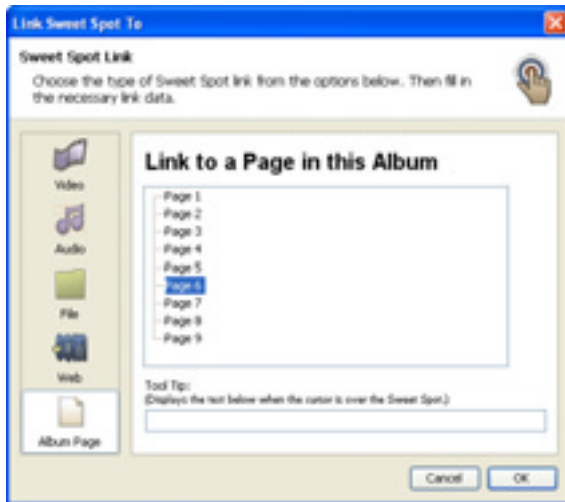 Link Sweet Spot To
Sweet Spot Link
Choose the type of Sweet Spot link from the options below. Then fill in
the necessary link data.
Video
Audio
File
Web
Album Page
Link to a Page in this Album
Page 1
Page 2
Page 3
Page 4
Page 5
Page 6
Page 7
Page 8
Page 9
Tool Tip:
(Displays the text below when the cursor is over the Sweet Spot.)
Cancel
OK